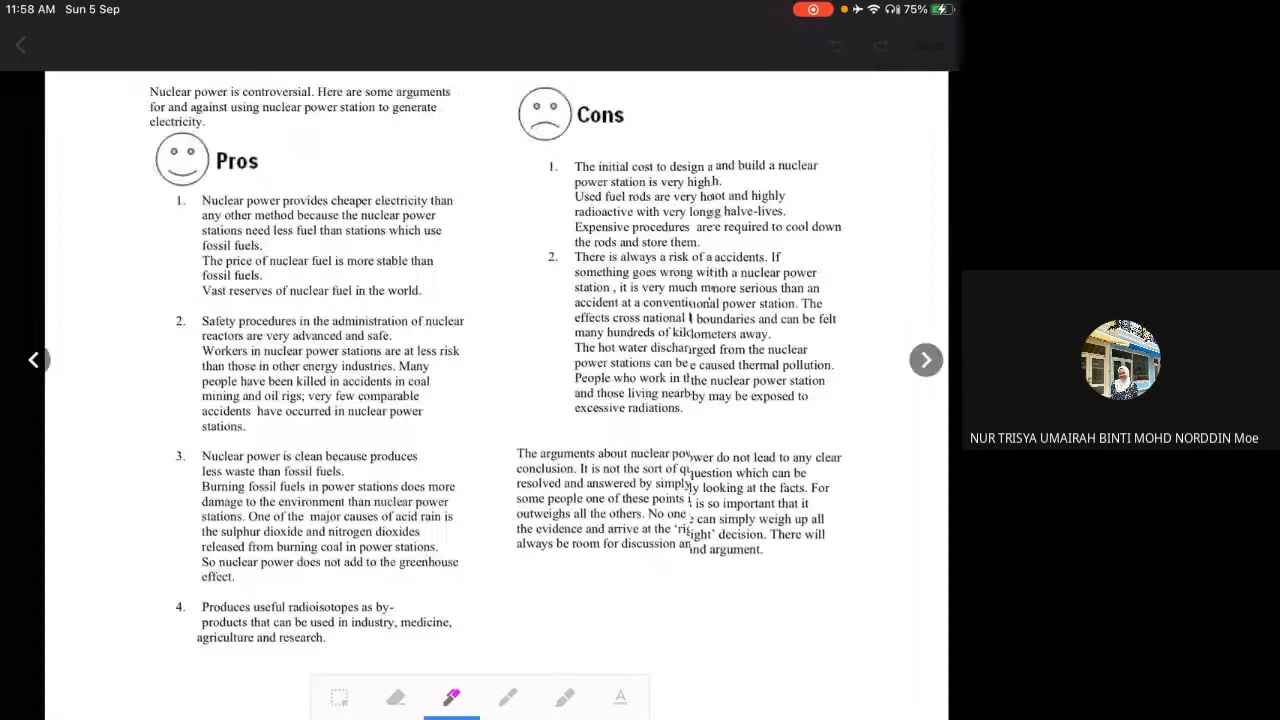 11:58 AM Sun 5 Sep
75%
Nuclear power is controversial. Here are some arguments
for and against using nuclear power station to generate
electricity.
Pros
1. Nuclear power provides cheaper electricity than
any other method because the nuclear power
stations need less fuel than stations which use
fossil fuels.
The price of nuclear fuel is more stable than
fossil fuels.
Vast reserves of nuclear fuel in the world.
2. Safety procedures in the administration of nuclear
reactors are very advanced and safe.
Workers in nuclear power stations are at less risk
than those in other energy industries. Many
people have been killed in accidents in coal
mining and oil rigs; very few comparable
accidents have occurred in nuclear power
stations.
3. Nuclear power is clean because produces
less waste than fossil fuels.
Burning fossil fuels in power stations does more
damage to the environment than nuclear power
stations. One of the major causes of acid rain is
the sulphur dioxide and nitrogen dioxides
released from burning coal in power stations.
So nuclear power does not add to the greenhouse
effect.
4. Produces useful radioisotopes as by-
products that can be used in industry, medicine,
agriculture and research.
Cons
1. The initial cost to design and build a nuclear
power station is very high.
Used fuel rods are very hot and highly
radioactive with very long halve-lives.
Expensive procedures are required to cool down
the rods and store them.
2. There is always a risk of accidents. If
something goes wrong with a nuclear power
station , it is very much more serious than an
accident at a conventional power station. The
effects cross national boundaries and can be felt
many hundreds of kilometers away.
The hot water discharged from the nuclear
power stations can be caused thermal pollution.
People who work in the nuclear power station
and those living nearby may be exposed to
excessive radiations.
The arguments about nuclear power do not lead to any clear
conclusion. It is not the sort of question which can be
resolved and answered by simply looking at the facts. For
some people one of these points is so important that it
outweighs all the others. No one can simply weigh up all
the evidence and arrive at the ‘right’ decision. There will
always be room for discussion and argument.
A
NUR TRISYA UMAIRAH BINTI MOHD NORDDIN Moe